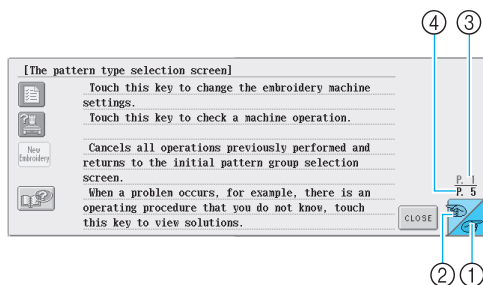 ④ ③
[The pattern type selection screen]
Touch this key to change the embroidery machine
settings.
Touch this key to check a machine operation.
New
Embroidery
Cancels all operations previously performed and
returns to the initial pattern group selection
screen.
When a problem occurs, for example, there is an
operating procedure that you do not know, touch
this key to view solutions.
P. 1
P. 5
CLOSE
② ①